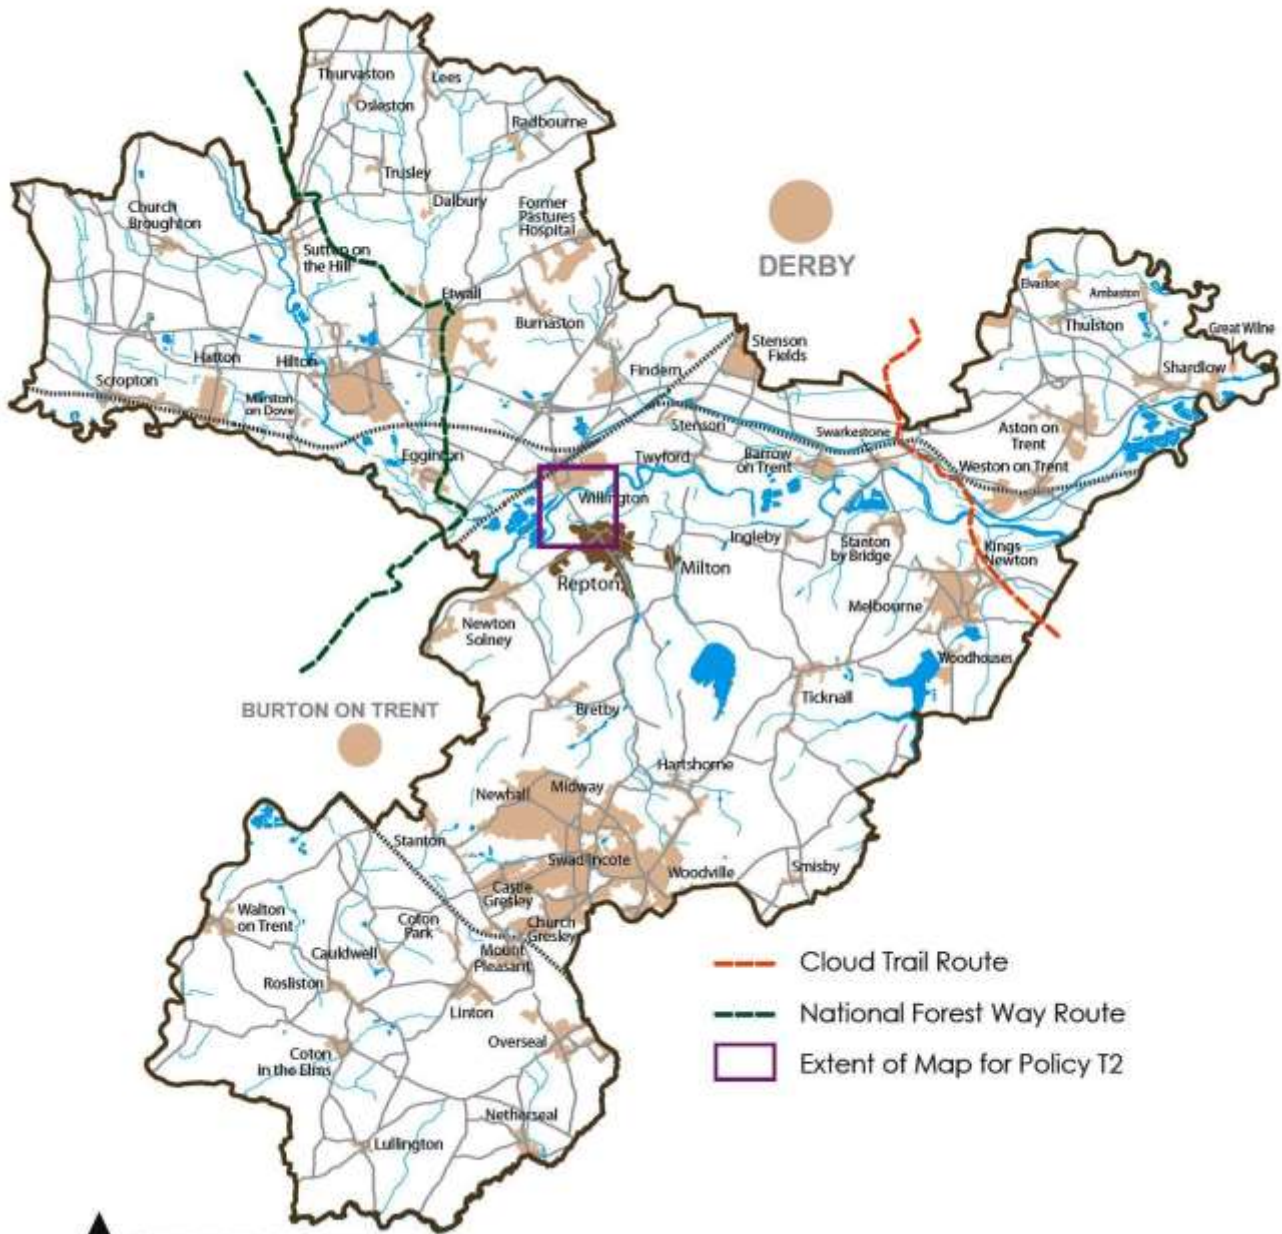 Thurvaston
Lees
Osleston
Radbourne
Trusley
Dalbury
Former
Pastures
Hospital
Church
Broughton
Sutton on
the Hill
DERBY
Elvaston
Ambaston
Thulston
Great Wilne
Shardlow
Etwall
Burnaston
Stenson
Fields
Hatton
Hilton
Findern
Scropton
Marston
on Dove
Stenson
Swarkestone
Aston on
Trent
Egginton
Twyford
Barrow
on Trent
Weston on Trent
Willington
Ingleby
Stanton
by Bridge
Kings
Newton
Repton
Milton
Melbourne
Newton
Solney
Woodhouses
Ticknall
BURTON ON TRENT
Bretby
Hartshorne
Newhall
Midway
Stanton
Swadlincote
Woodville
Smisby
Castle
Gresley
Walton
on Trent
Coton
Park
Church
Gresley
Cauldwell
Mount
Pleasant
Rosliston
Linton
Overseal
Coton
in the Elms
Netherseal
Lullington
Cloud Trail Route
National Forest Way Route
Extent of Map for Policy T2